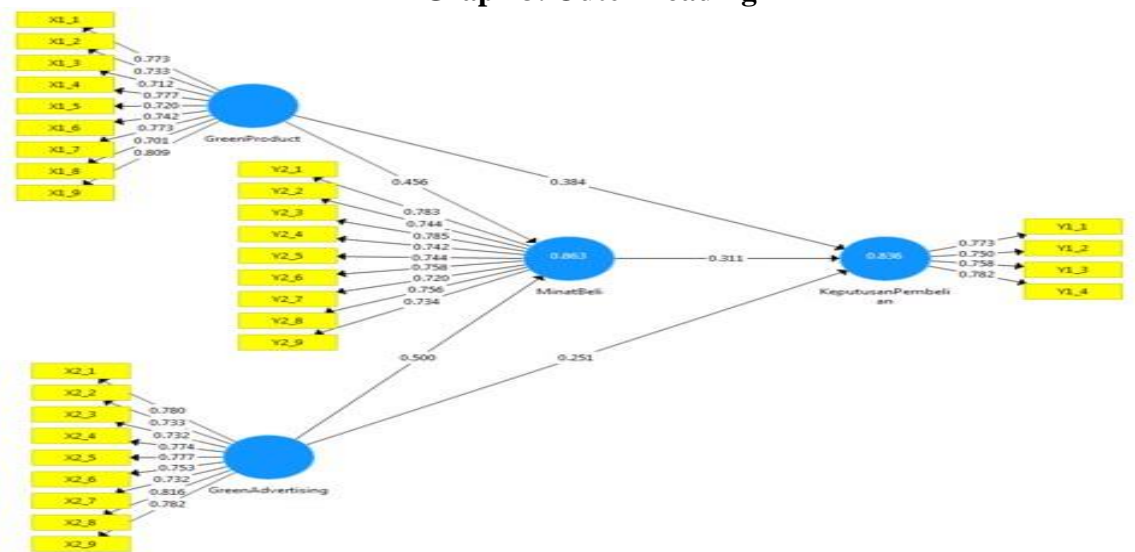 X1_1
X1_2
X1_3
X1_4
X1_5
X1_6
X1_7
X1_8
X1_9
0.773
0.733
0.712
0.777
0.720
0.742
0.773
0.701
0.809
GreenProduct
0.456
0.384
Y2_1
Y2_2
Y2_3
Y2_4
Y2_5
Y2_6
Y2_7
Y2_8
Y2_9
0.783
0.744
0.785
0.742
0.744
0.758
0.720
0.756
0.734
0.863
MinatBeli
0.311
0.836
KeputusanPembeli
an
0.773
0.750
0.758
0.782
Y1_1
Y1_2
Y1_3
Y1_4
0.500
0.251
X2_1
X2_2
X2_3
X2_4
X2_5
X2_6
X2_7
X2_8
X2_9
0.780
0.733
0.732
0.774
0.777
0.753
0.732
0.816
0.782
GreenAdvertising